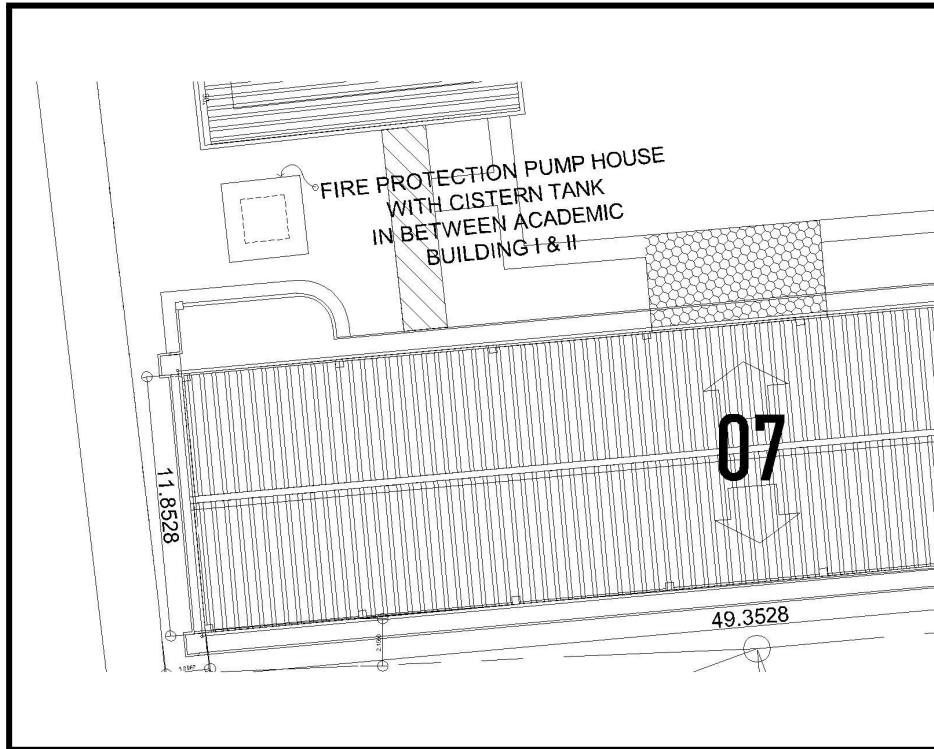 FIRE PROTECTION PUMP HOUSE
WITH CISTERN TANK
IN BETWEEN ACADEMIC
BUILDING I & II
07
11.8528
49.3528